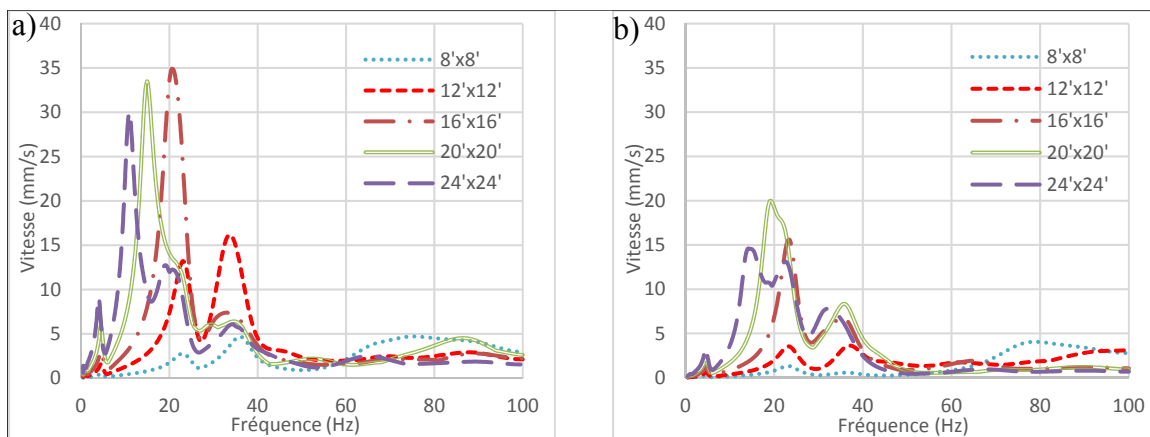 a)
40
35
30
25
20
15
10
5
0
Vitesse (mm/s)
0 20 40 60 80 100
Fréquence (Hz)
8'x8'
12'x12'
16'x16'
20'x20'
24'x24'
b)
40
35
30
25
20
15
10
5
0
Vitesse (mm/s)
0 20 40 60 80 100
Fréquence (Hz)
8'x8'
12'x12'
16'x16'
20'x20'
24'x24'